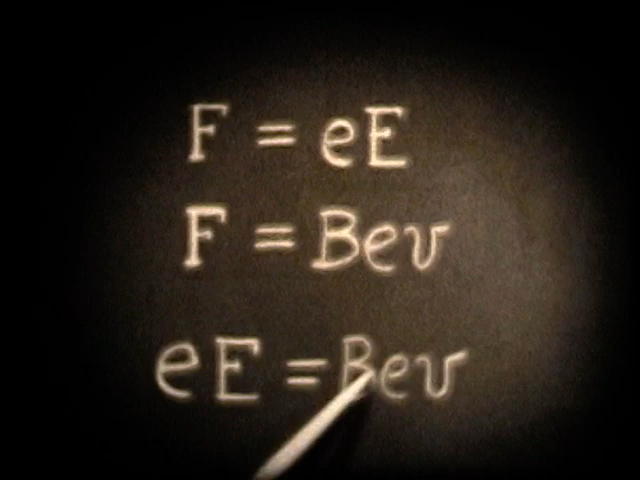 F = eE
F = Bev
eE = Bev